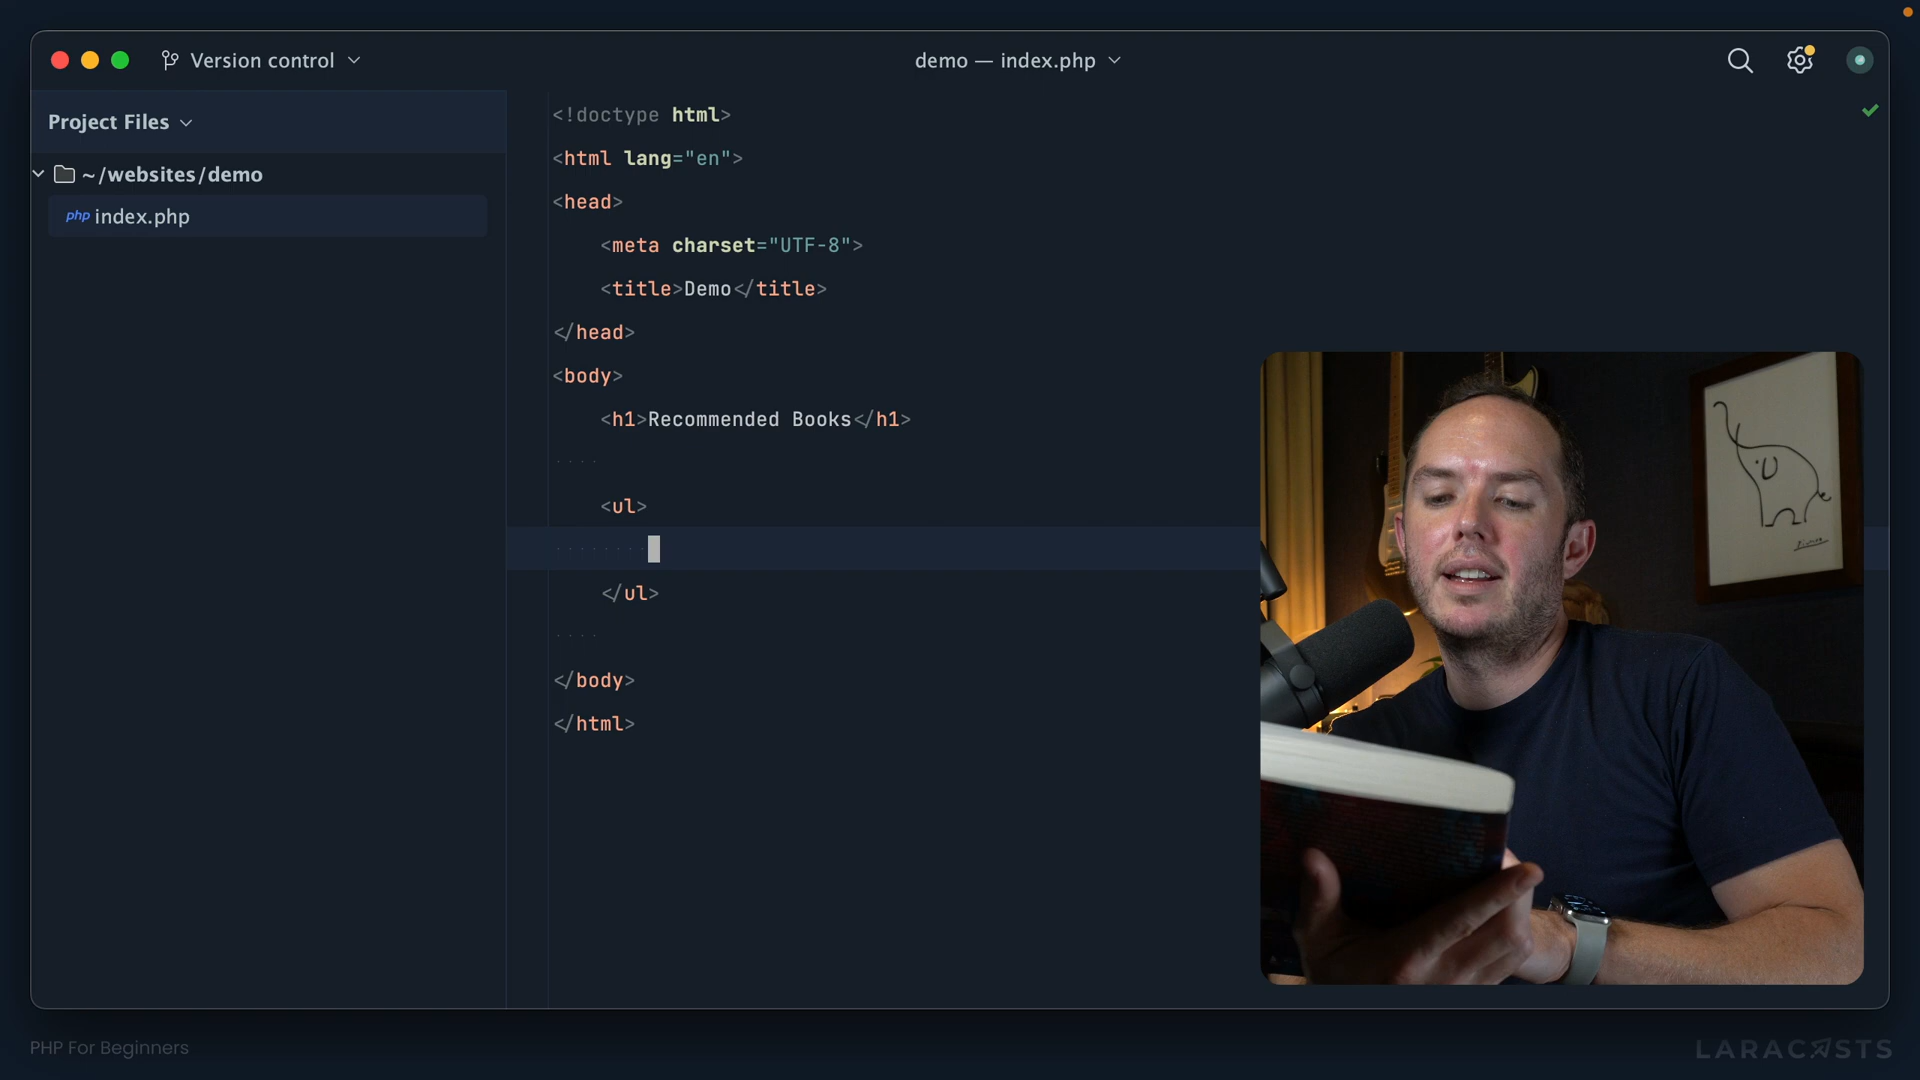 Version control
demo — index.php
Project Files
~/websites/demo
php index.php
<!doctype html>
<html lang="en">
<head>
<meta charset="UTF-8">
<title>Demo</title>
</head>
<body>
<h1>Recommended Books</h1>
<ul>
</ul>
</body>
</html>
PHP For Beginners
LARACASTS